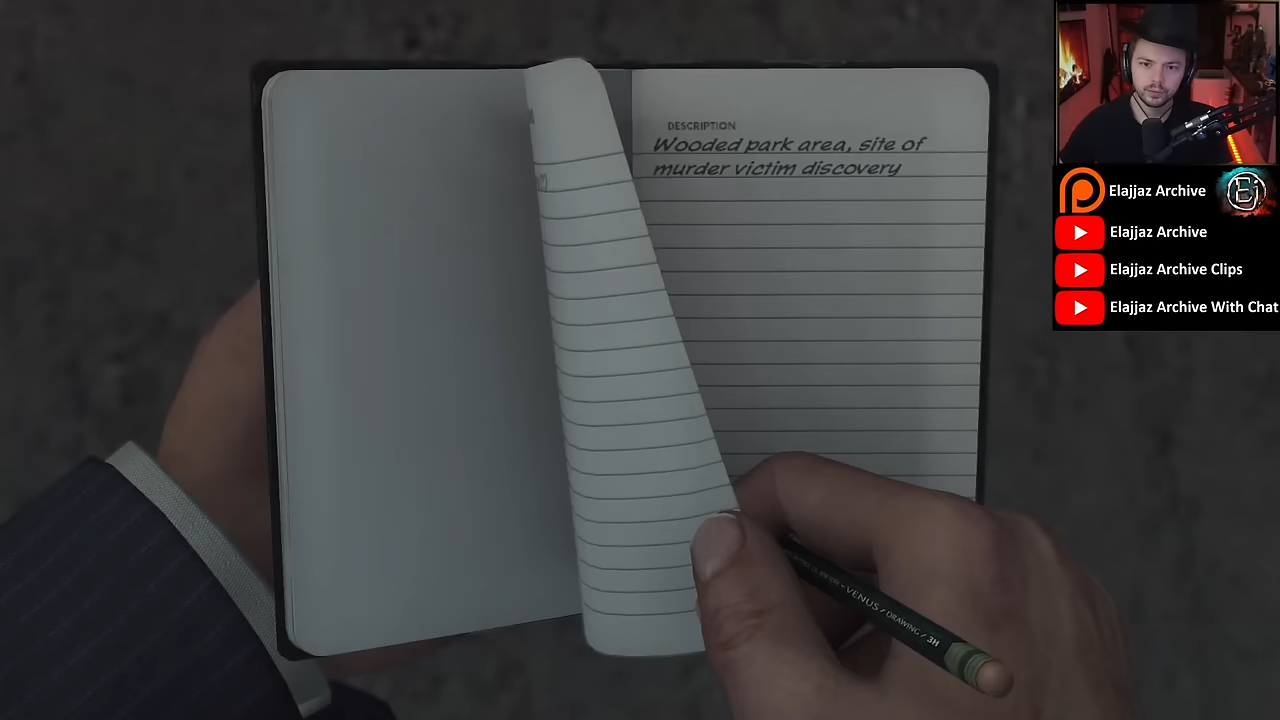 DESCRIPTION
Wooded park area, site of
murder victim discovery
VENUS / DRAWING / 3H
Elajjaz Archive
Ej
Elajjaz Archive
Elajjaz Archive Clips
Elajjaz Archive With Chat